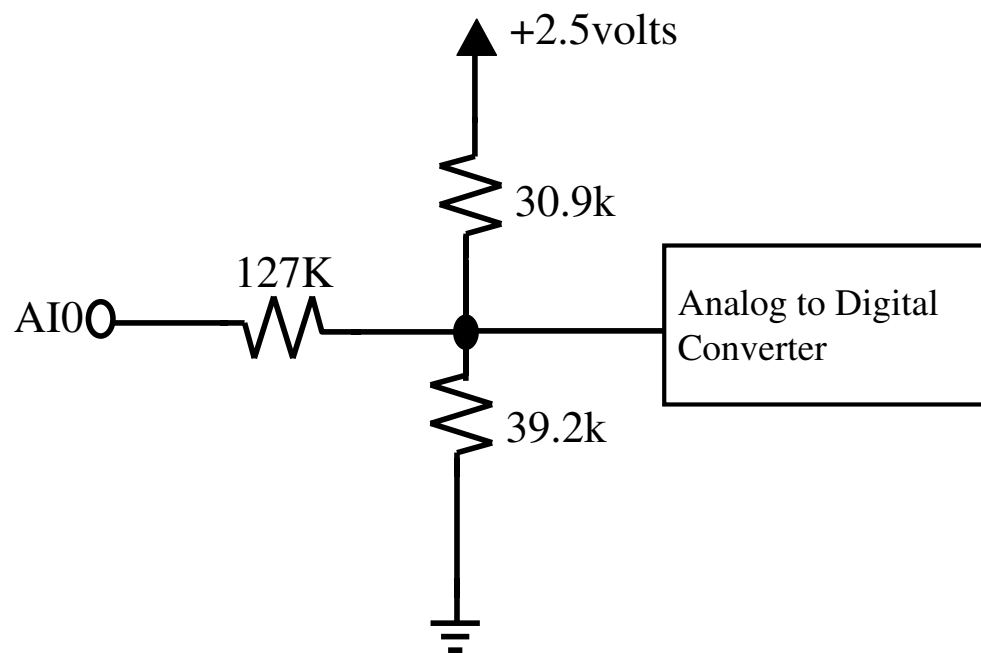 +2.5volts
30.9k
127K
AI0
Analog to Digital
Converter
39.2k